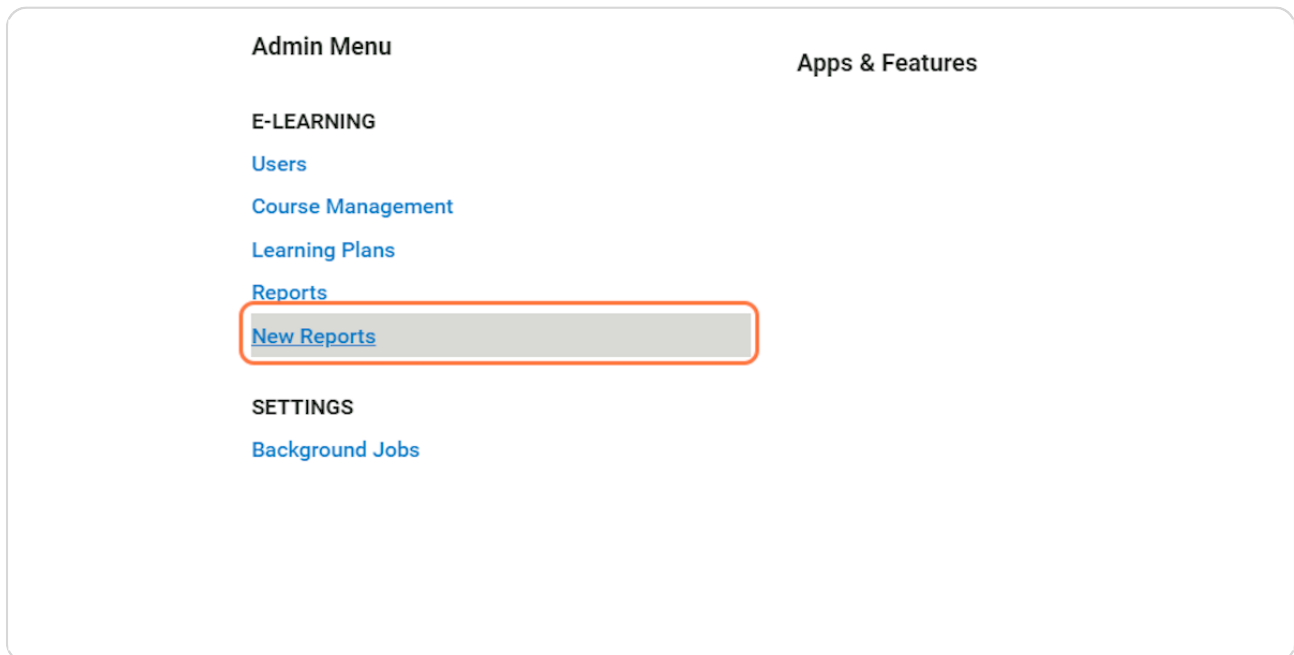 Admin Menu
Apps & Features
E-LEARNING
Users
Course Management
Learning Plans
Reports
New Reports
SETTINGS
Background Jobs